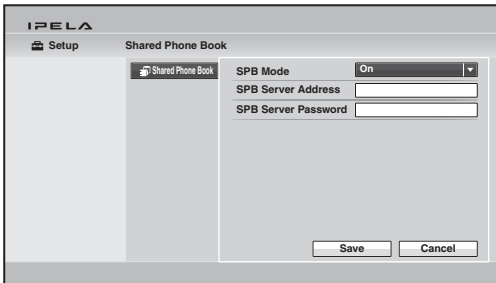 IPELA
Setup Shared Phone Book
Shared Phone Book
SPB Mode On
SPB Server Address
SPB Server Password
Save Cancel